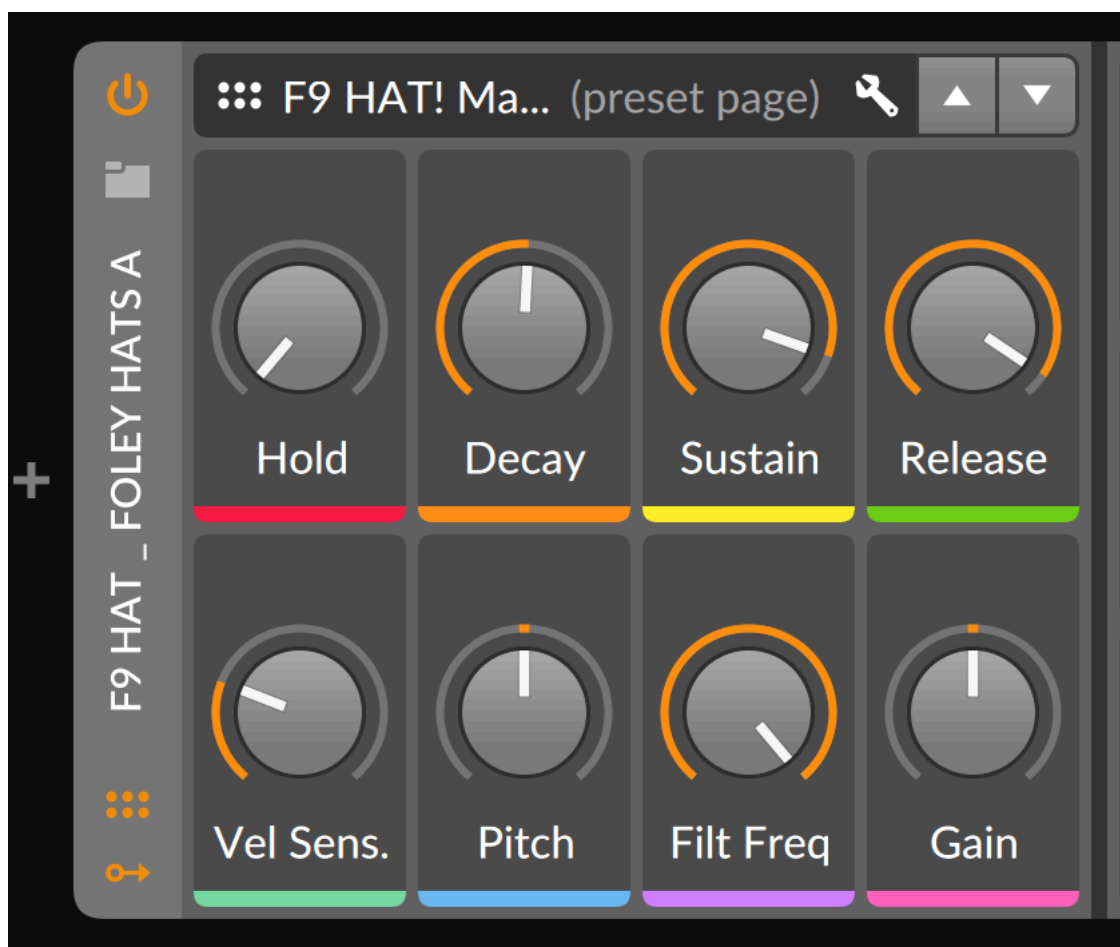 F9 HAT _ FOLEY HATS A
F9 HAT! Ma... (preset page)
Hold
Decay
Sustain
Release
Vel Sens.
Pitch
Filt Freq
Gain